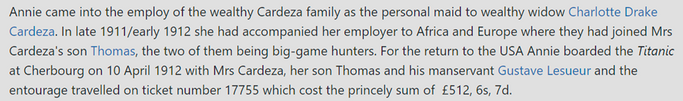 Annie came into the employ of the wealthy Cardeza family as the personal maid to wealthy widow Charlotte Drake
Cardeza. In late 1911/early 1912 she had accompanied her employer to Africa and Europe where they had joined Mrs
Cardeza's son Thomas, the two of them being big-game hunters. For the return to the USA Annie boarded the Titanic
at Cherbourg on 10 April 1912 with Mrs Cardeza, her son Thomas and his manservant Gustave Lesueur and the
entourage travelled on ticket number 17755 which cost the princely sum of £512, 6s, 7d.